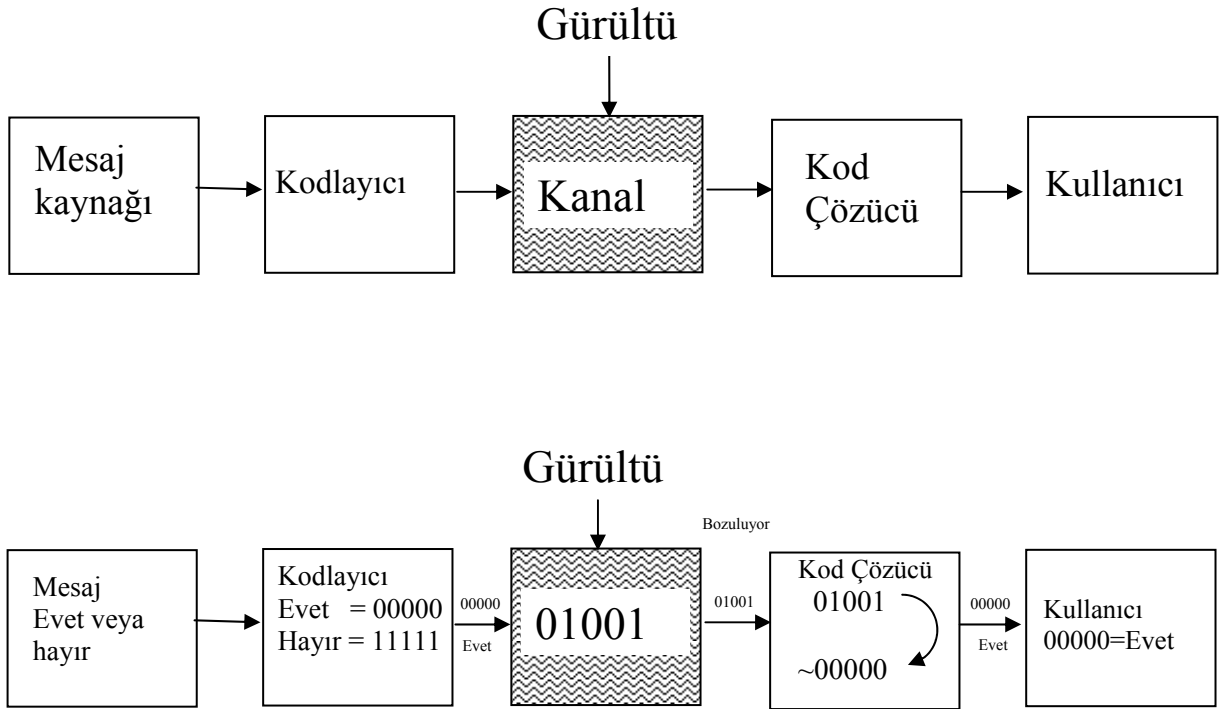 Gürültü
Mesaj
kaynağı
Kodlayıcı
Kanal
Kod
Çözücü
Kullanıcı
Gürültü
Bozuluyor
Mesaj
Evet veya
hayır
Kodlayıcı
Evet = 00000
Hayır = 11111
00000
Evet
01001
01001
Kod Çözücü
01001
~00000
00000
Evet
Kullanıcı
00000=Evet